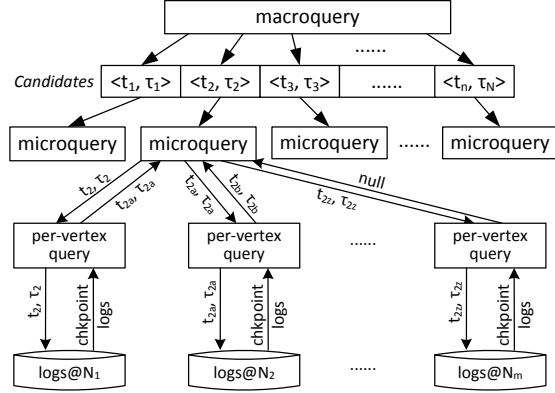 macroquery
......
Candidates <t₁, τ₁> <t₂, τ₂> <t₃, τ₃> ...... <tₙ, τ_N>
microquery microquery microquery ...... microquery
t₂, τ₂
t₂ₐ, τ₂ₐ
t₂ₐ, τ₂ₐ
t₂b, τ₂b
t₂z, τ₂z
null
per-vertex query
per-vertex query
......
per-vertex query
t₂, τ₂
chkpoint logs
t₂ₐ, τ₂ₐ
chkpoint logs
t₂z, τ₂z
chkpoint logs
logs@N₁ logs@N₂ ...... logs@Nₘ